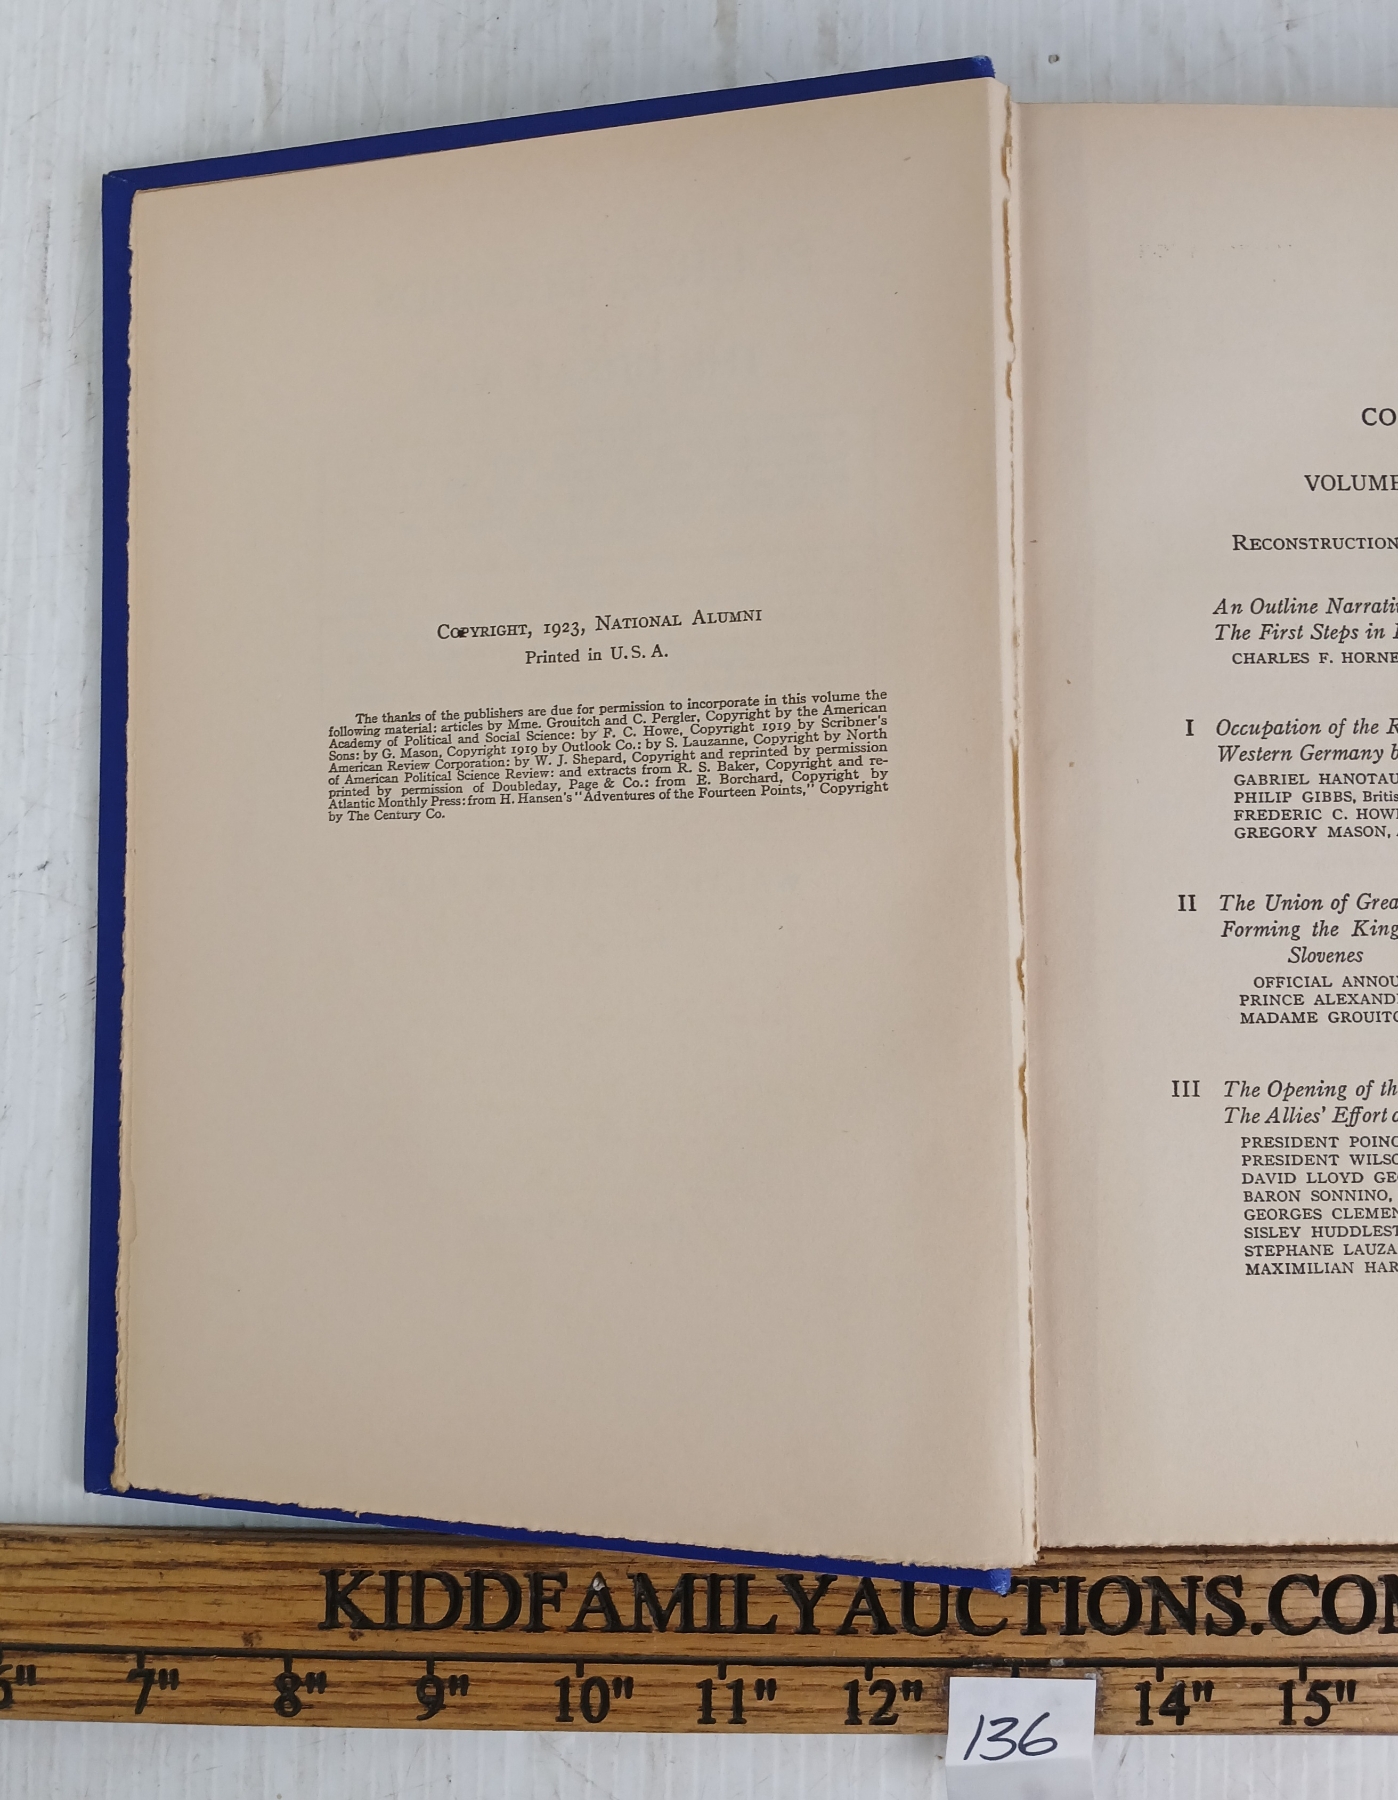 Copyright, 1923, National Alumni
Printed in U. S. A.
The thanks of the publishers are due for permission to incorporate in this volume the
following material: articles by Mme. Grouitch and C. Pergler, Copyright by the American
Academy of Political and Social Science: by F. C. Howe, Copyright 1919 by Scribner's
Sons: by G. Mason, Copyright 1919 by Outlook Co.: by S. Lauzanne, Copyright by North
American Review Corporation: by W. J. Shepard, Copyright and reprinted by permission
of American Political Science Review: and extracts from R. S. Baker, Copyright and re-
printed by permission of Doubleday, Page & Co.: from E. Borchard, Copyright by
Atlantic Monthly Press: from H. Hansen's "Adventures of the Fourteen Points," Copyright
by The Century Co.
CO
VOLUME
Reconstruction
An Outline Narrati
The First Steps in
CHARLES F. HORNE
I Occupation of the R
Western Germany b
GABRIEL HANOTAU
PHILIP GIBBS, Britis
FREDERIC C. HOW
GREGORY MASON,
II The Union of Grea
Forming the King
Slovenes
OFFICIAL ANNOU
PRINCE ALEXAND
MADAME GROUITC
III The Opening of th
The Allies' Effort
PRESIDENT POINC
PRESIDENT WILSO
DAVID LLOYD GE
BARON SONNINO,
GEORGES CLEMEN
SISLEY HUDDLEST
STEPHANE LAUZA
MAXIMILIAN HAR
KIDDFAMILYAUCTIONS.COM
6" 7" 8" 9" 10" 11" 12" 14" 15"
136